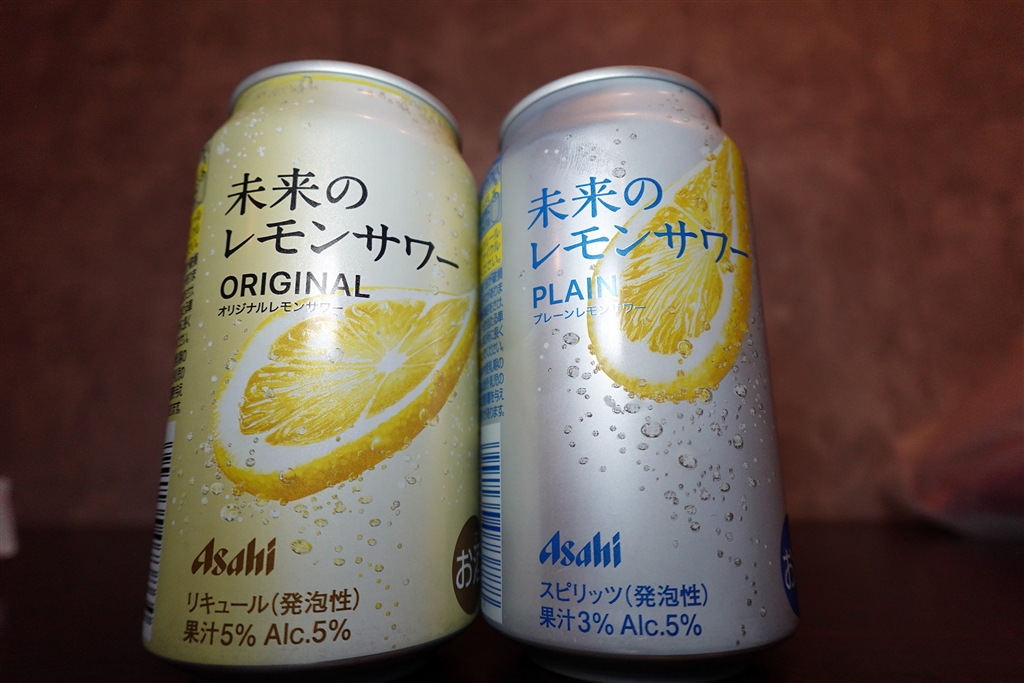 未来の
レモンサワー
ORIGINAL
オリジナルレモンサワー
Asahi
リキュール(発泡性)
果汁5% Alc.5%
未来の
レモンサワー
PLAIN
プレーンレモンサワー
Asahi
スピリッツ(発泡性)
果汁3% Alc.5%